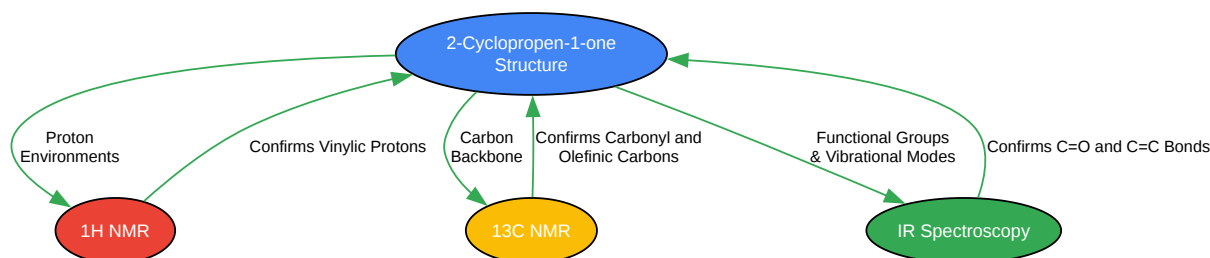 2-Cyclopropen-1-one
Structure
Proton
Environments
Confirms Vinylic Protons
Carbon
Backbone
Confirms Carbonyl and
Olefinic Carbons
Functional Groups
& Vibrational Modes
Confirms C=O and C=C Bonds
1H NMR
13C NMR
IR Spectroscopy